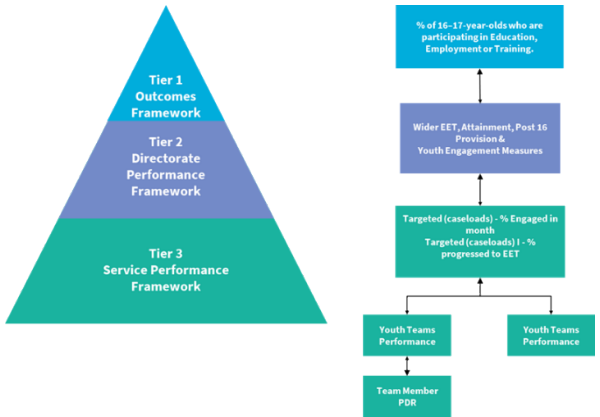 Tier 1
Outcomes
Framework
Tier 2
Directorate
Performance
Framework
Tier 3
Service Performance
Framework
% of 16–17-year-olds who are
participating in Education,
Employment or Training.
Wider EET, Attainment, Post 16
Provision &
Youth Engagement Measures
Targeted (caseloads) - % Engaged in
month
Targeted (caseloads) I - %
progressed to EET
Youth Teams
Performance
Youth Teams
Performance
Team Member
PDR